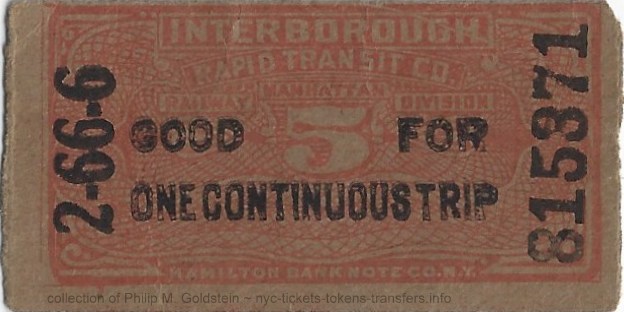 INTERBOROUGH
RAPID TRANSIT CO.
RAILWAY MANHATTAN DIVISION
2-66-6
GOOD 5 FOR
ONE CONTINUOUS TRIP
815371
HAMILTON BANK NOTE CO. N.Y.
collection of Philip M. Goldstein ~ nyc-tickets-tokens-transfers.info